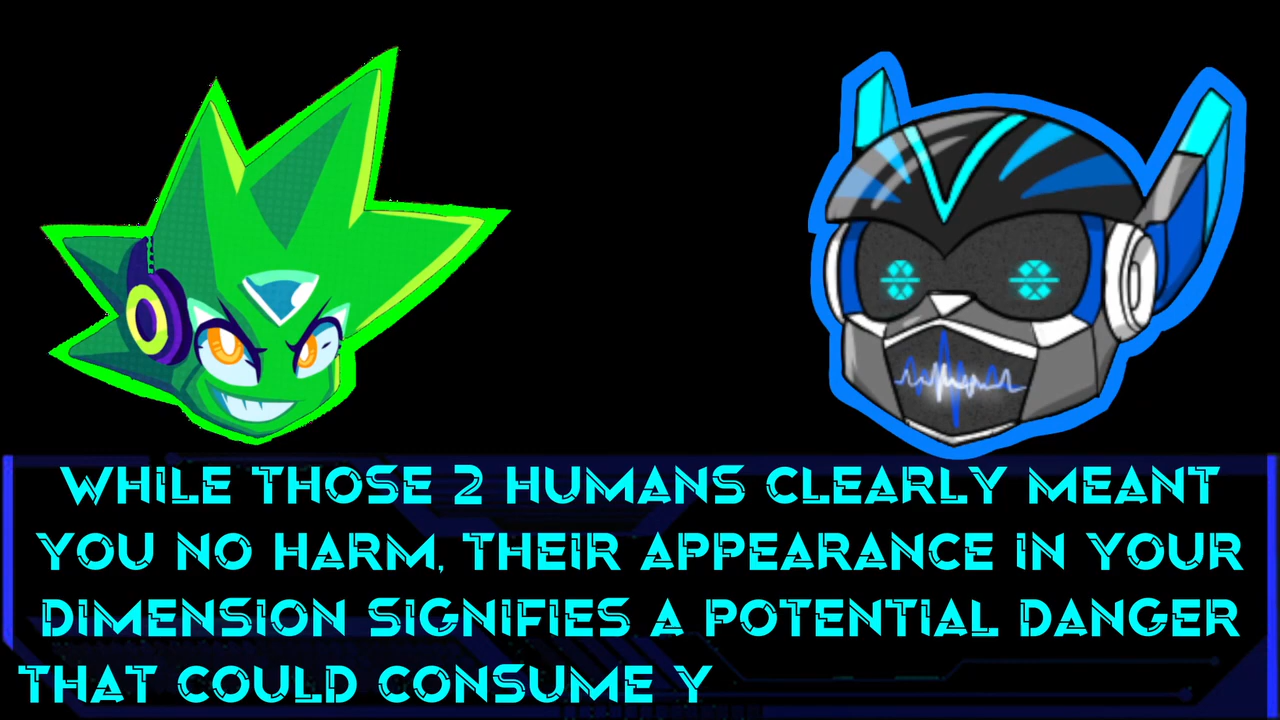 WHILE THOSE 2 HUMANS CLEARLY MEANT
YOU NO HARM, THEIR APPEARANCE IN YOUR
DIMENSION SIGNIFIES A POTENTIAL DANGER
THAT COULD CONSUME Y